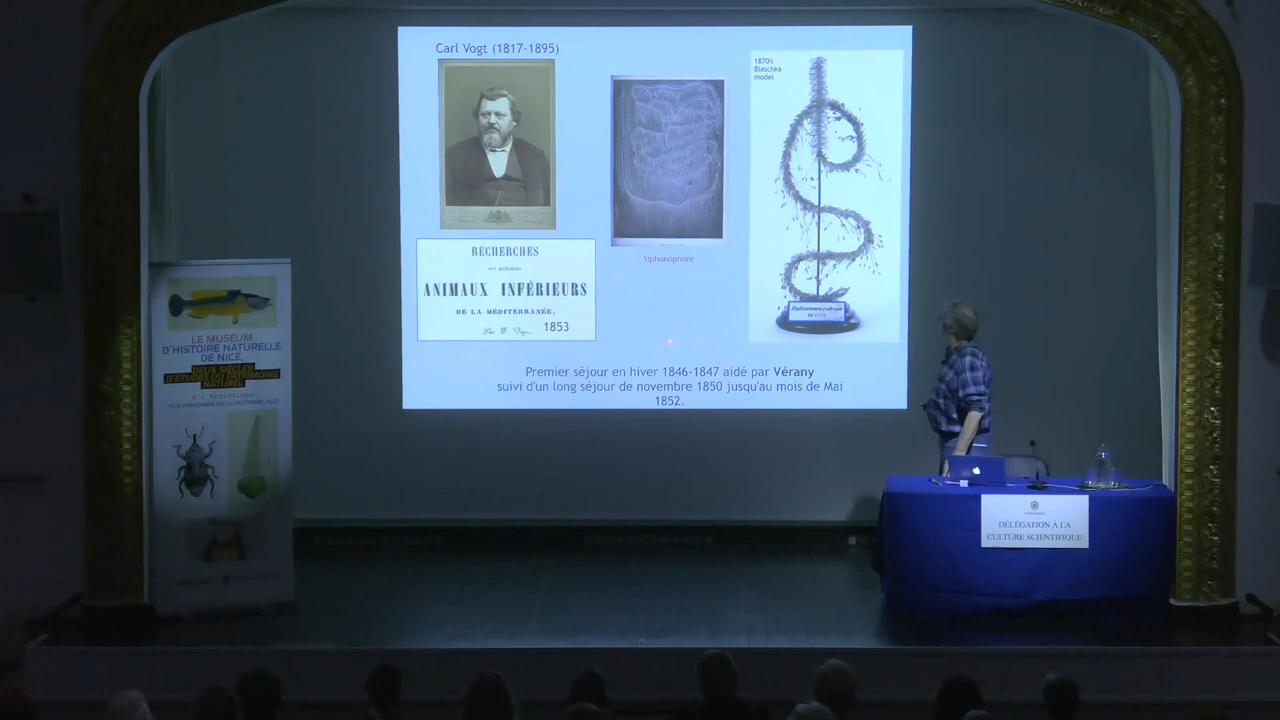 Carl Vogt (1817-1895)
1870's
Blaschka
model
RECHERCHES
ANIMAUX INFÉRIEURS
DE LA MÉDITERRANÉE,
1853
Siphonophore
Premier séjour en hiver 1846-1847 aidé par Vérany
suivi d'un long séjour de novembre 1850 jusqu'au mois de Mai
1852.
LE MUSÉUM
D'HISTOIRE NATURELLE
DE NICE,
DEUX SIÈCLES
D'ÉTUDES DU PATRIMOINE
NATUREL
DÉLÉGATION À LA
CULTURE SCIENTIFIQUE